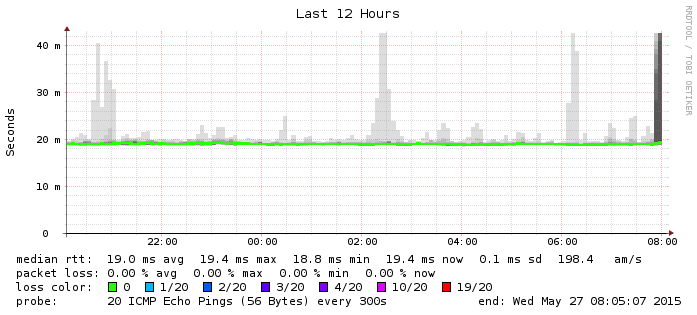 Last 12 Hours
RRDTOOL / TOBI OETIKER
Seconds
40 m
30 m
20 m
10 m
0
22:00 00:00 02:00 04:00 06:00 08:00
median rtt: 19.0 ms avg 19.4 ms max 18.8 ms min 19.4 ms now 0.1 ms sd 198.4 am/s
packet loss: 0.00 % avg 0.00 % max 0.00 % min 0.00 % now
loss color: 0 1/20 2/20 3/20 4/20 10/20 19/20
probe: 20 ICMP Echo Pings (56 Bytes) every 300s end: Wed May 27 08:05:07 2015